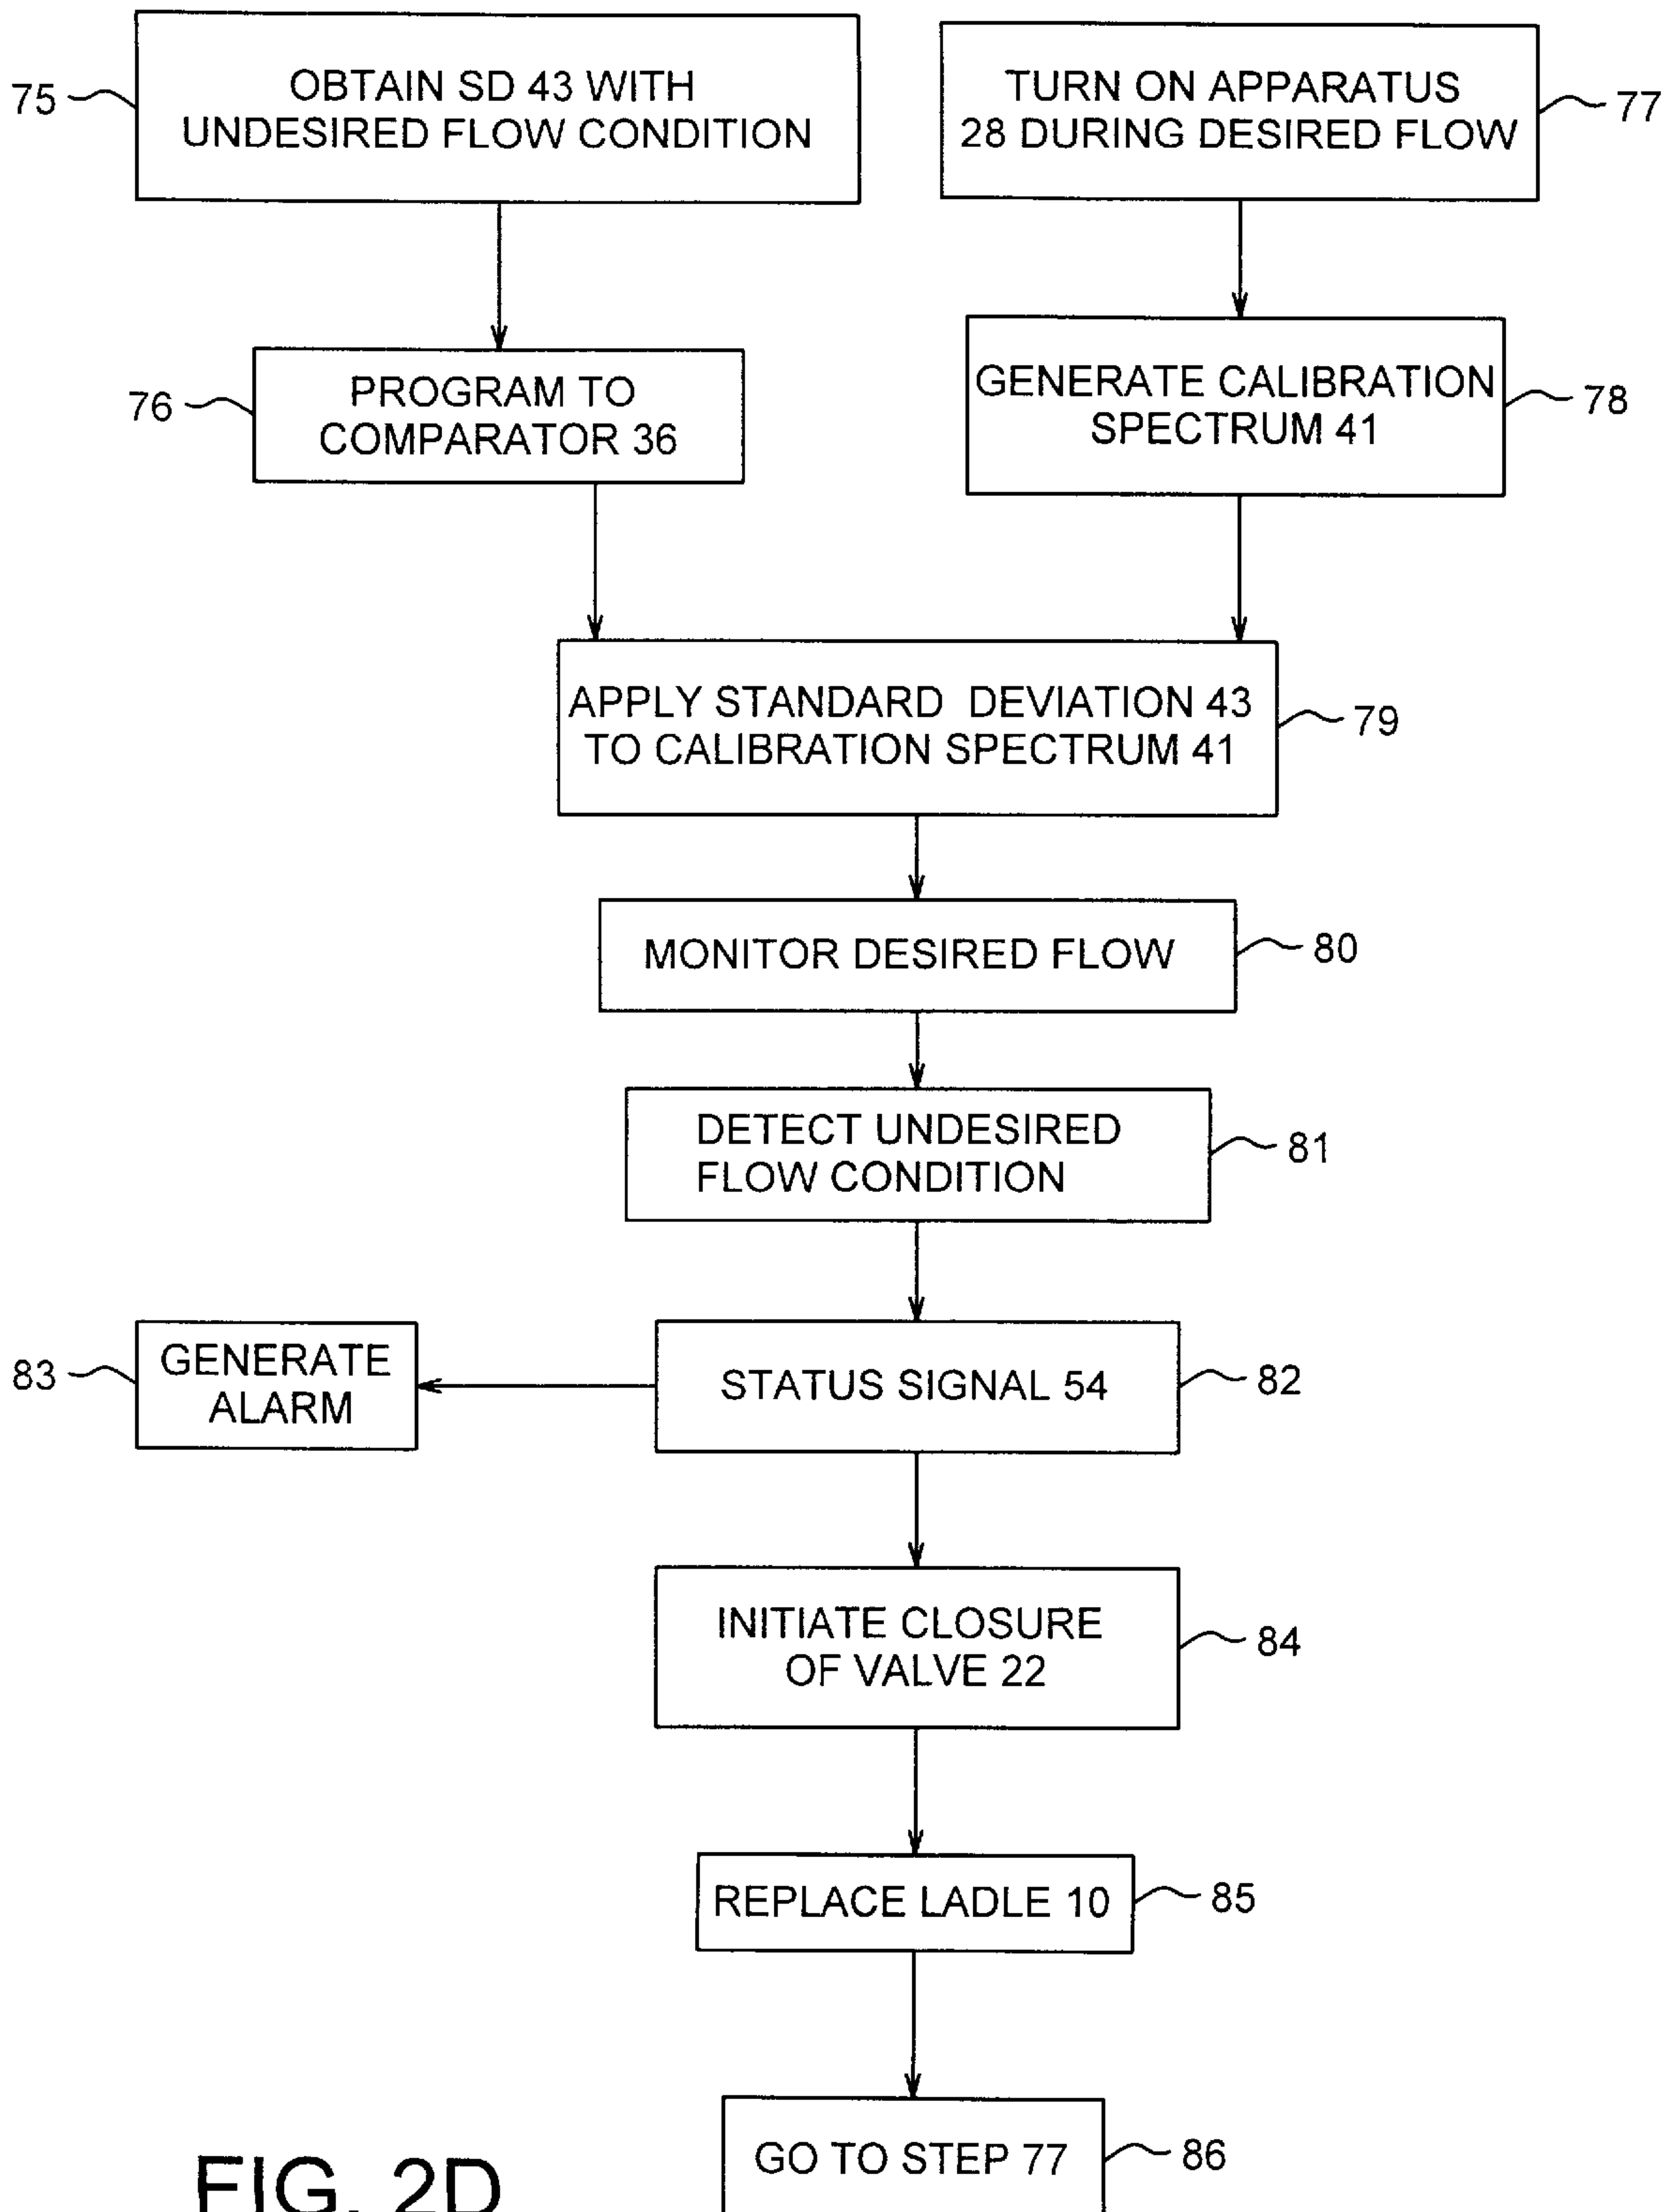 75
OBTAIN SD 43 WITH
UNDESIRED FLOW CONDITION
TURN ON APPARATUS
28 DURING DESIRED FLOW
77
76
PROGRAM TO
COMPARATOR 36
GENERATE CALIBRATION
SPECTRUM 41
78
APPLY STANDARD DEVIATION 43
TO CALIBRATION SPECTRUM 41
79
MONITOR DESIRED FLOW
80
DETECT UNDESIRED
FLOW CONDITION
81
83
GENERATE
ALARM
STATUS SIGNAL 54
82
INITIATE CLOSURE
OF VALVE 22
84
REPLACE LADLE 10
85
GO TO STEP 77
86
FIG. 2D